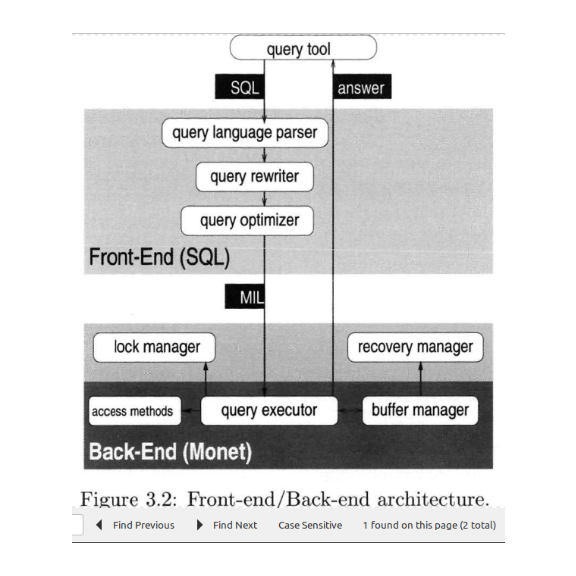 query tool
SQL
answer
query language parser
query rewriter
query optimizer
Front-End (SQL)
MIL
lock manager
recovery manager
access methods
query executor
buffer manager
Back-End (Monet)
Figure 3.2: Front-end/Back-end architecture.
Find Previous
Find Next
Case Sensitive
1 found on this page (2 total)